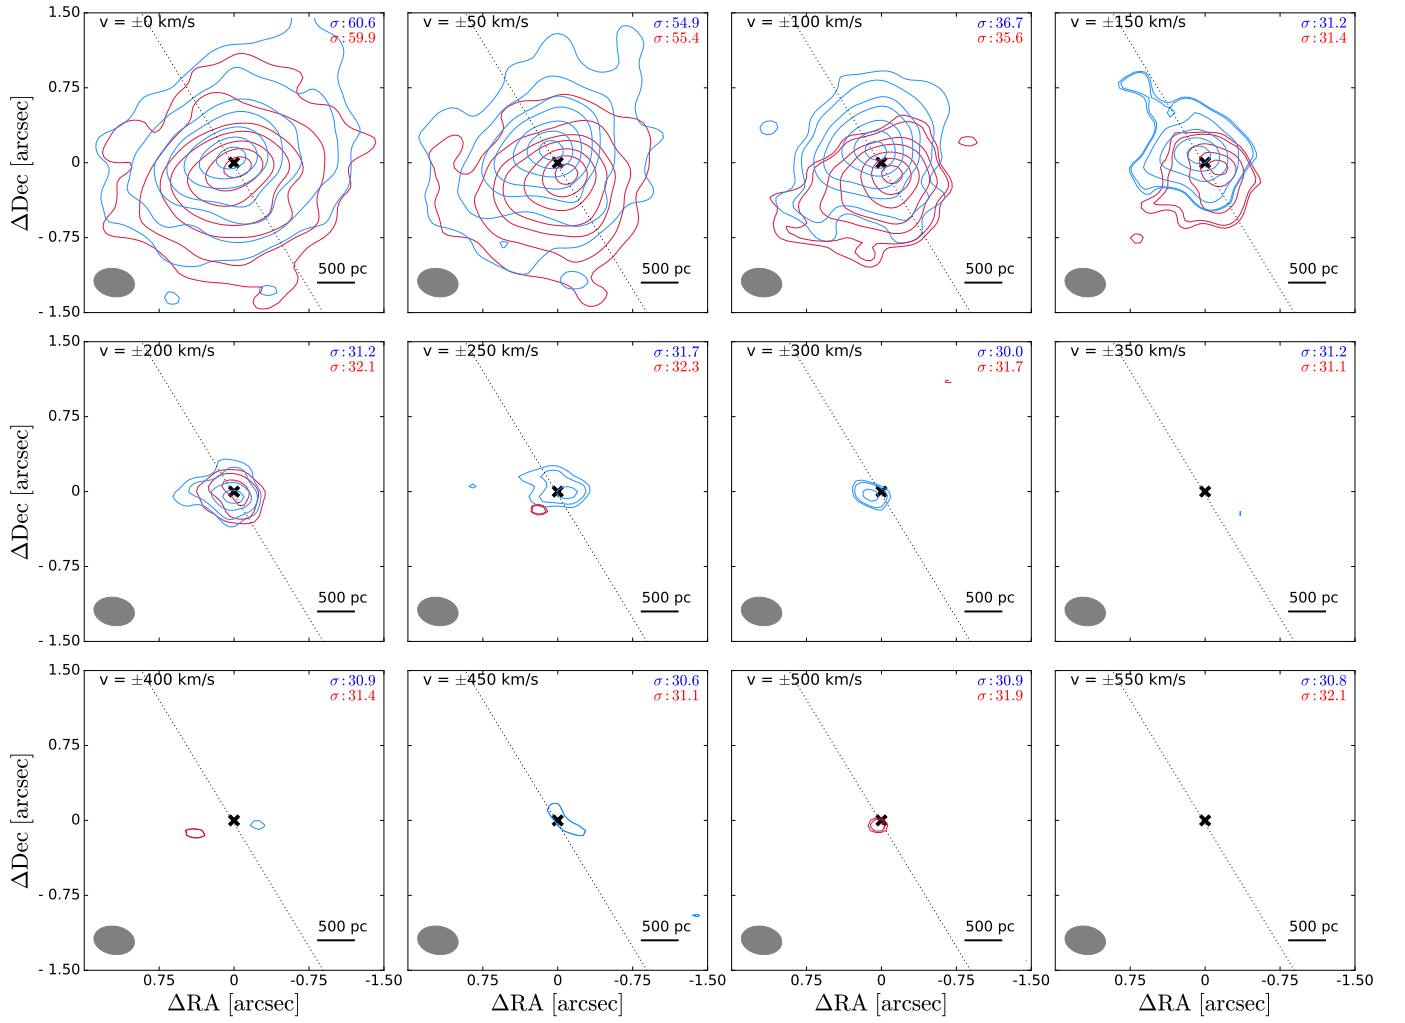 1.50
0.75
0
- 0.75
- 1.50
ΔDec [arcsec]
v = ±0 km/s
σ : 60.6
σ : 59.9
500 pc
v = ±50 km/s
σ : 54.9
σ : 55.4
500 pc
v = ±100 km/s
σ : 36.7
σ : 35.6
500 pc
v = ±150 km/s
σ : 31.2
σ : 31.4
500 pc
1.50
0.75
0
- 0.75
- 1.50
ΔDec [arcsec]
v = ±200 km/s
σ : 31.2
σ : 32.1
500 pc
v = ±250 km/s
σ : 31.7
σ : 32.3
500 pc
v = ±300 km/s
σ : 30.0
σ : 31.7
500 pc
v = ±350 km/s
σ : 31.2
σ : 31.1
500 pc
1.50
0.75
0
- 0.75
- 1.50
ΔDec [arcsec]
v = ±400 km/s
σ : 30.9
σ : 31.4
500 pc
v = ±450 km/s
σ : 30.6
σ : 31.1
500 pc
v = ±500 km/s
σ : 30.9
σ : 31.9
500 pc
v = ±550 km/s
σ : 30.8
σ : 32.1
500 pc
0.75 0 -0.75 -1.50
0.75 0 -0.75 -1.50
0.75 0 -0.75 -1.50
0.75 0 -0.75 -1.50
ΔRA [arcsec]
ΔRA [arcsec]
ΔRA [arcsec]
ΔRA [arcsec]